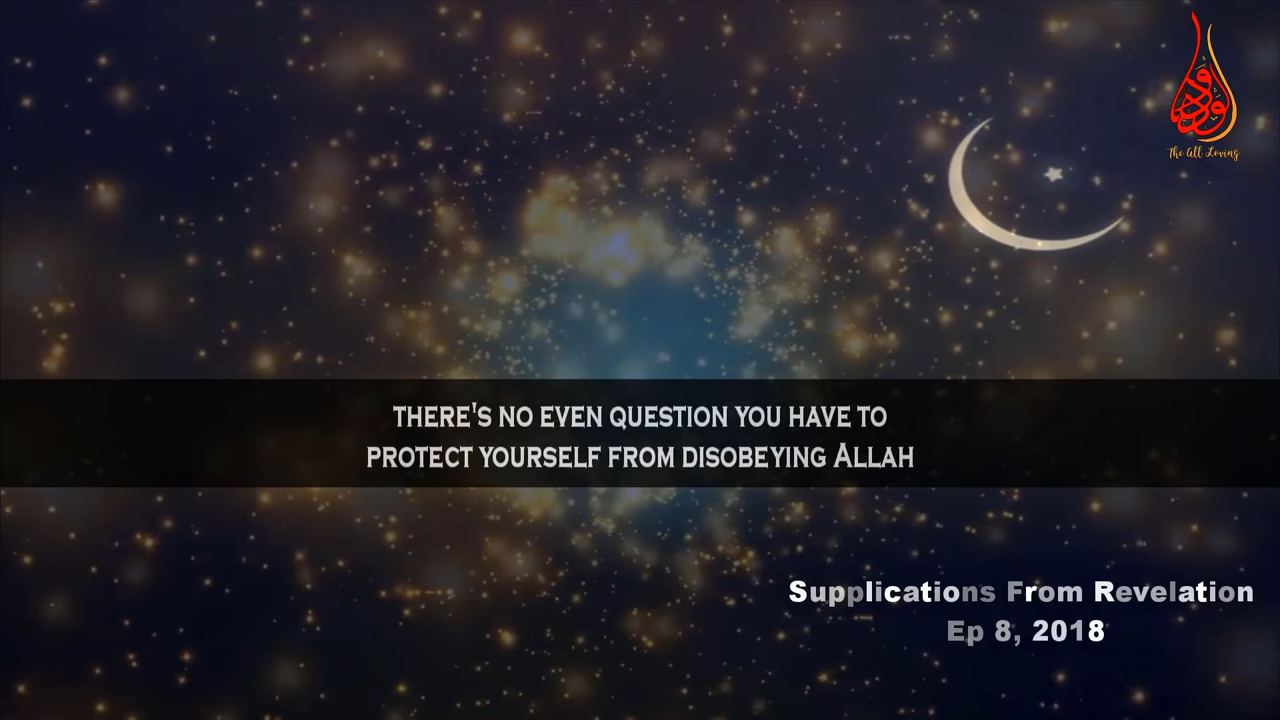 الودود
The All Loving
THERE'S NO EVEN QUESTION YOU HAVE TO
PROTECT YOURSELF FROM DISOBEYING ALLAH
Supplications From Revelation
Ep 8, 2018